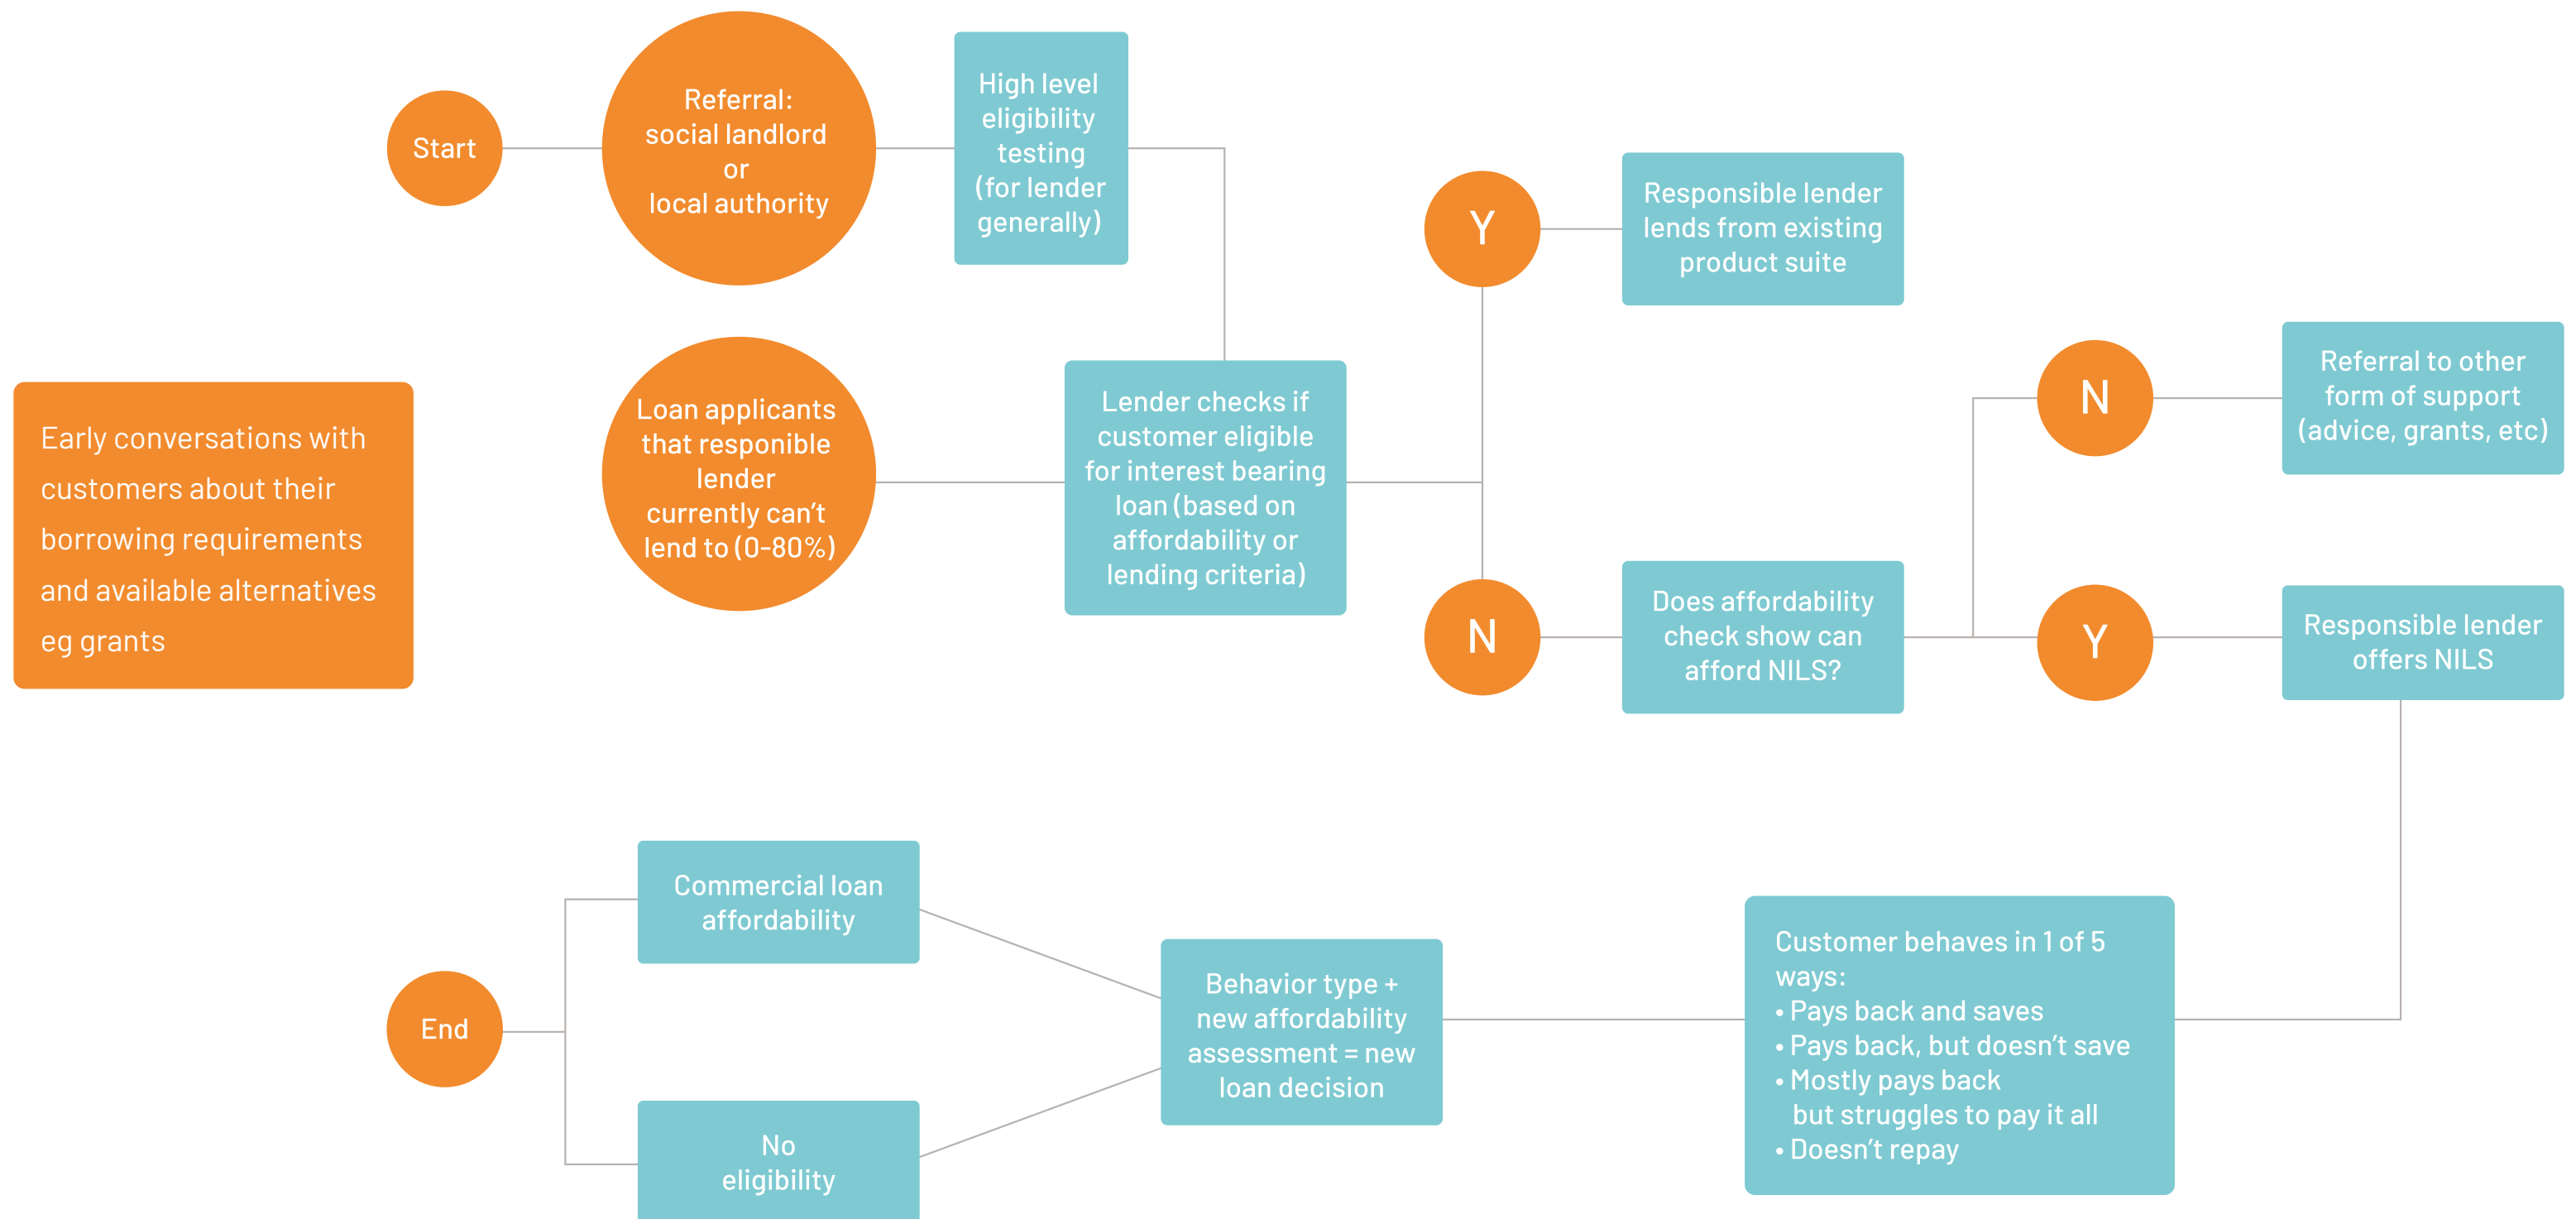 Start
Referral:
social landlord
or
local authority
High level
eligibility
testing
(for lender
generally)
Y
Responsible lender
lends from existing
product suite
Early conversations with
customers about their
borrowing requirements
and available alternatives
eg grants
Loan applicants
that responible
lender
currently can't
lend to (0-80%)
Lender checks if
customer eligible
for interest bearing
loan (based on
affordability or
lending criteria)
N
Referral to other
form of support
(advice, grants, etc)
N
Does affordability
check show can
afford NILS?
Y
Responsible lender
offers NILS
Commercial loan
affordability
End
No
eligibility
Behavior type +
new affordability
assessment = new
loan decision
Customer behaves in 1 of 5
ways:
• Pays back and saves
• Pays back, but doesn't save
• Mostly pays back
but struggles to pay it all
• Doesn't repay